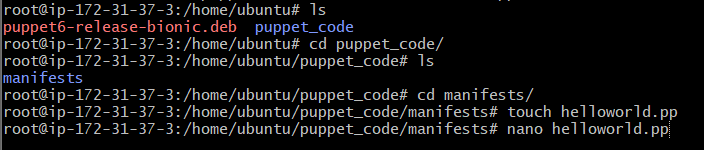 root@ip-172-31-37-3:/home/ubuntu# ls
puppet6-release-bionic.deb  puppet_code
root@ip-172-31-37-3:/home/ubuntu# cd puppet_code/
root@ip-172-31-37-3:/home/ubuntu/puppet_code# ls
manifests
root@ip-172-31-37-3:/home/ubuntu/puppet_code# cd manifests/
root@ip-172-31-37-3:/home/ubuntu/puppet_code/manifests# touch helloworld.pp
root@ip-172-31-37-3:/home/ubuntu/puppet_code/manifests# nano helloworld.pp